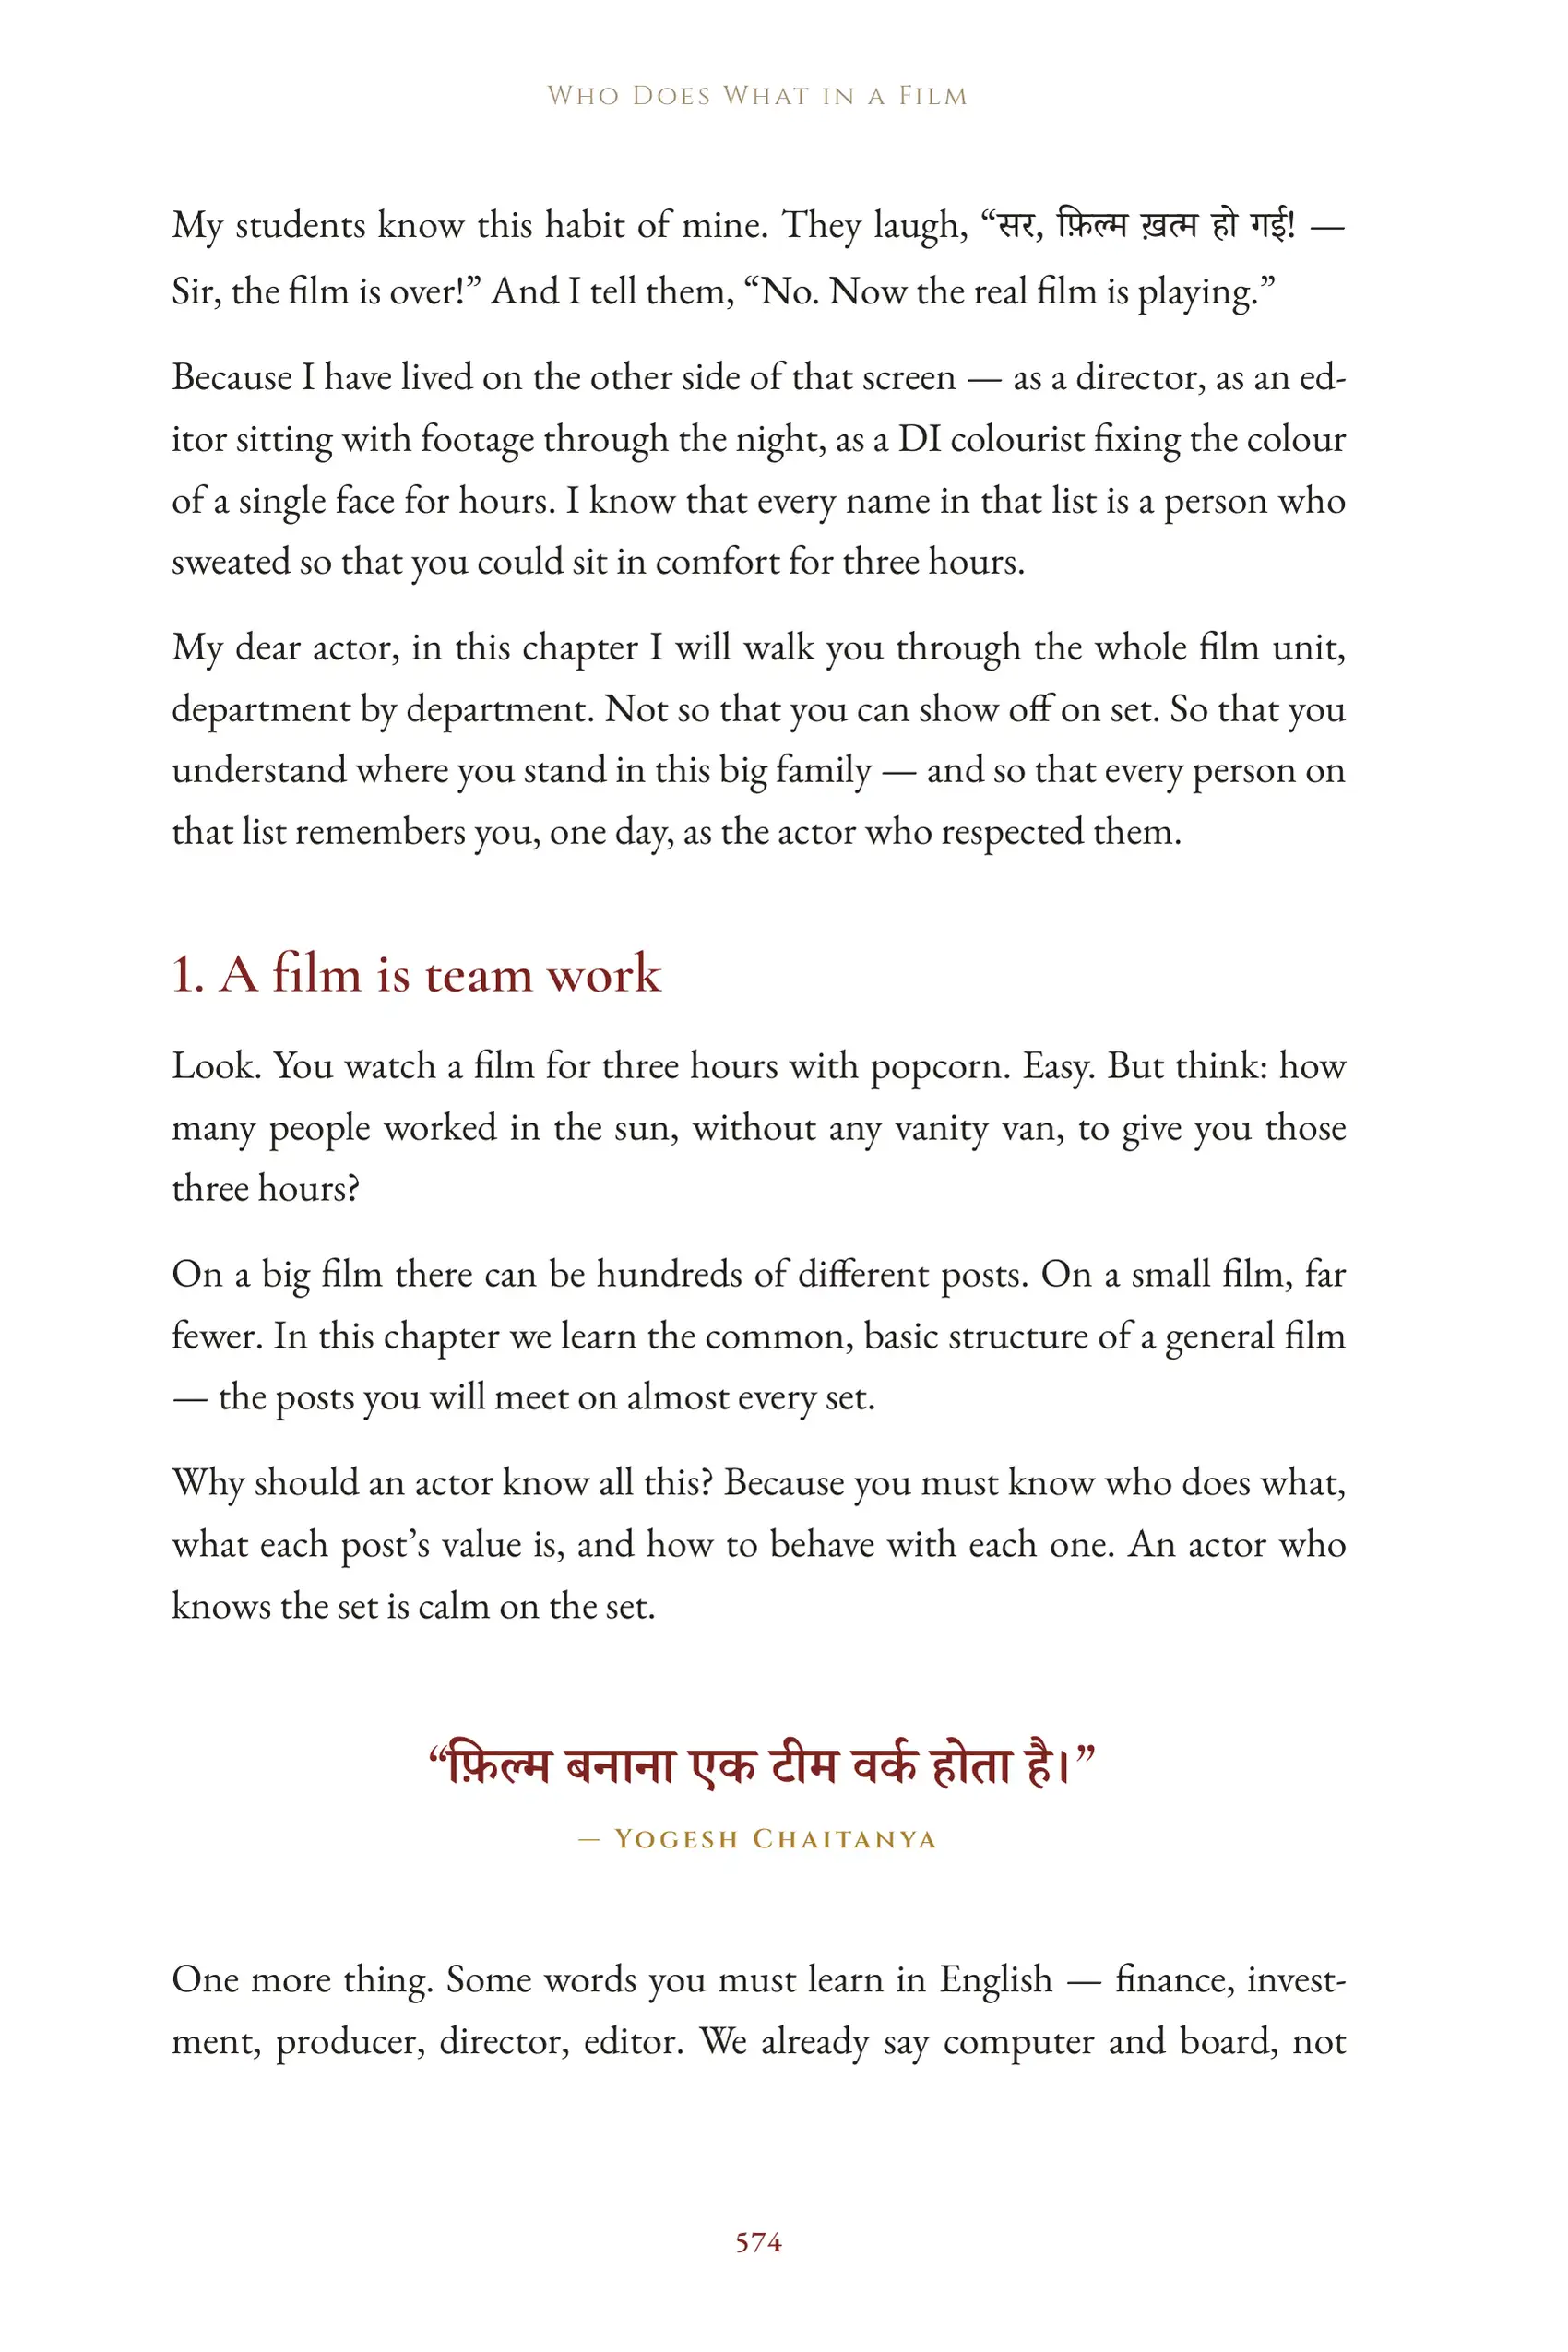 Who Does What in a Film
My students know this habit of mine. They laugh, “सर, फ़िल्म ख़त्म हो गई! —
Sir, the film is over!” And I tell them, “No. Now the real film is playing.”
Because I have lived on the other side of that screen — as a director, as an ed-
itor sitting with footage through the night, as a DI colourist fixing the colour
of a single face for hours. I know that every name in that list is a person who
sweated so that you could sit in comfort for three hours.
My dear actor, in this chapter I will walk you through the whole film unit,
department by department. Not so that you can show off on set. So that you
understand where you stand in this big family — and so that every person on
that list remembers you, one day, as the actor who respected them.
1. A film is team work
Look. You watch a film for three hours with popcorn. Easy. But think: how
many people worked in the sun, without any vanity van, to give you those
three hours?
On a big film there can be hundreds of different posts. On a small film, far
fewer. In this chapter we learn the common, basic structure of a general film
— the posts you will meet on almost every set.
Why should an actor know all this? Because you must know who does what,
what each post’s value is, and how to behave with each one. An actor who
knows the set is calm on the set.
“फ़िल्म बनाना एक टीम वर्क होता है।”
— Yogesh Chaitanya
One more thing. Some words you must learn in English — finance, invest-
ment, producer, director, editor. We already say computer and board, not
574